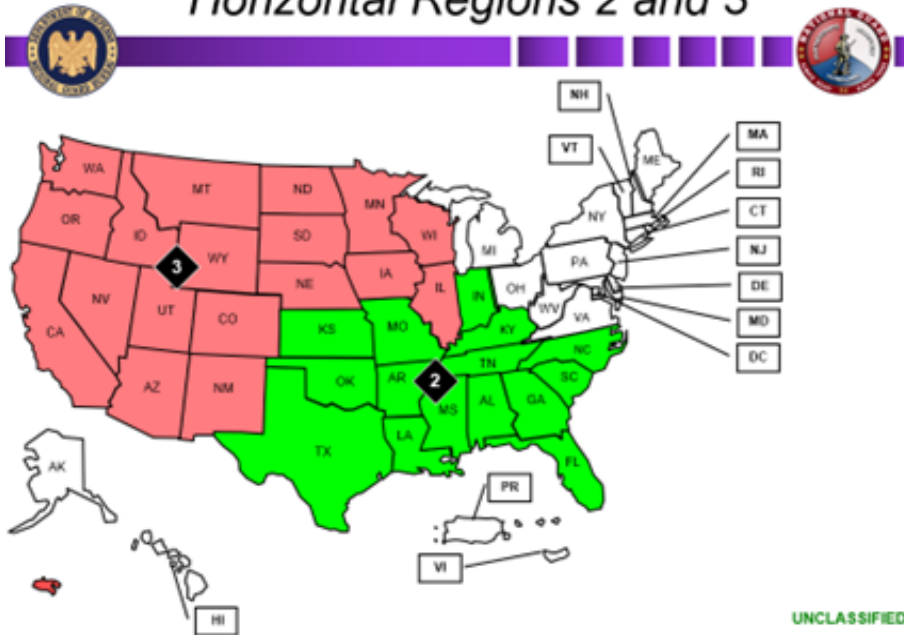 Horizontal Regions 2 and 3
NATIONAL GUARD
NH
VT
ME
MA
RI
CT
NJ
DE
MD
DC
WA
MT
ND
MN
OR
ID
WY
SD
WI
MI
NY
3
NE
IA
PA
NV
UT
CO
IL
IN
OH
WV
VA
CA
KS
MO
KY
AZ
NM
OK
AR
2
TN
NC
SC
MS
AL
GA
TX
LA
FL
AK
PR
VI
HI
UNCLASSIFIED